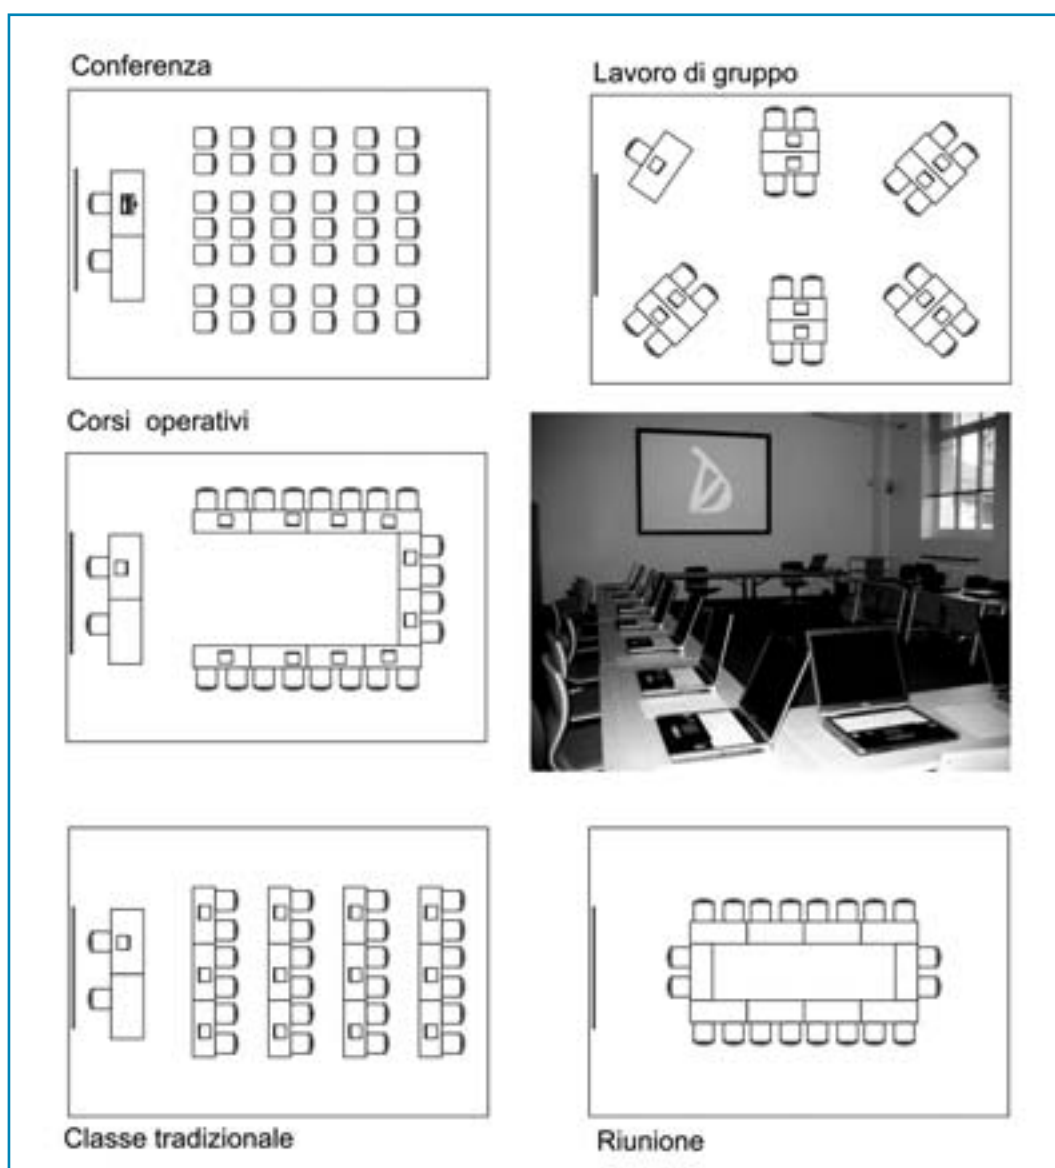 Conferenza
Lavoro di gruppo
Corsi operativi
Classe tradizionale
Riunione